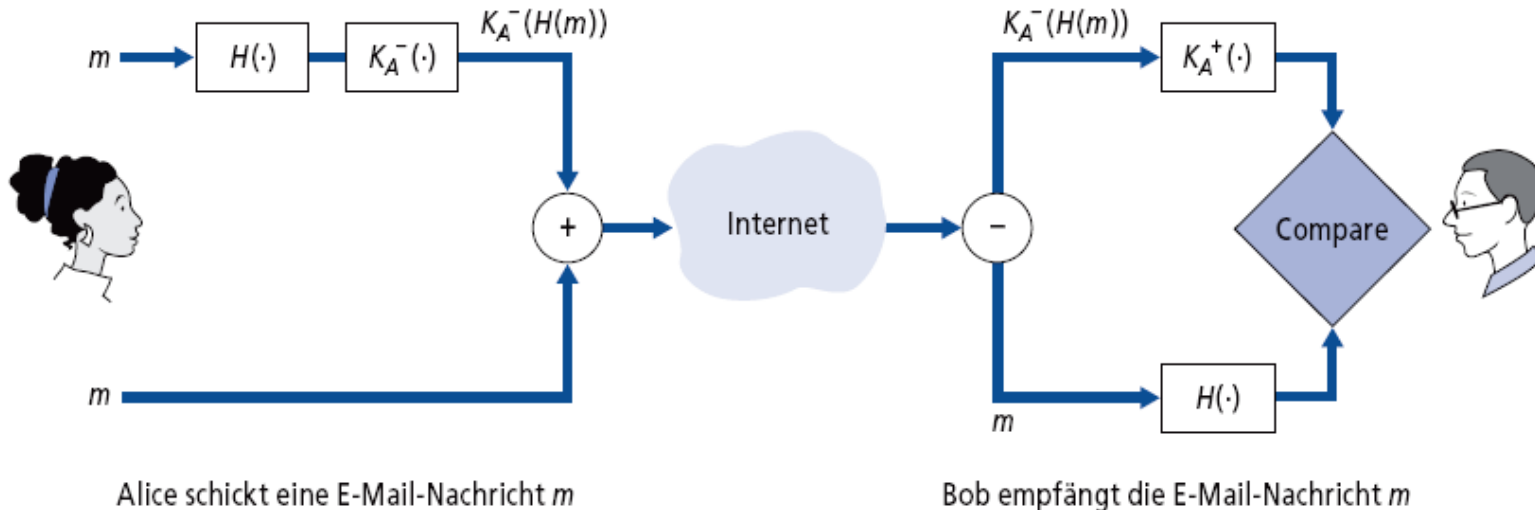 m
H(·)
K_A^-(·)
K_A^-(H(m))
+
m
Alice schickt eine E-Mail-Nachricht m
Internet
−
K_A^-(H(m))
K_A^+(·)
Compare
m
H(·)
Bob empfängt die E-Mail-Nachricht m